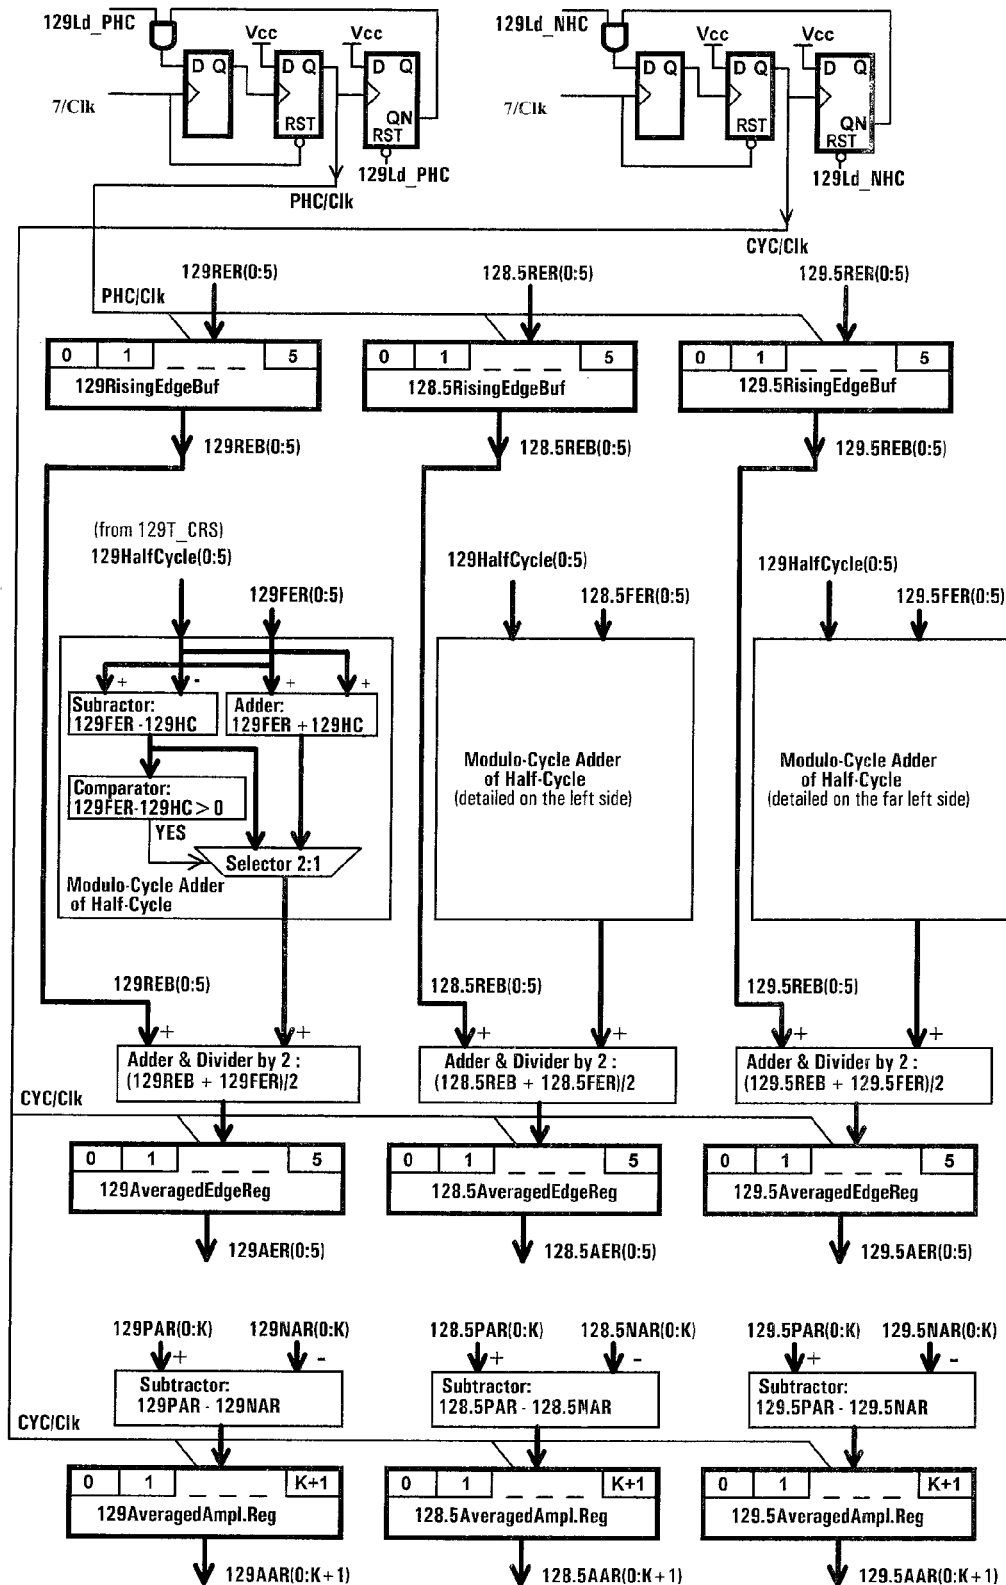 129Ld_PHC
Vcc
Vcc
D Q
D Q
D Q
7/Clk
RST
QN
RST
129Ld_PHC
PHC/Clk
129Ld_NHC
Vcc
Vcc
D Q
D Q
D Q
7/Clk
RST
QN
RST
129Ld_NHC
CYC/Clk
129RER(0:5)
128.5RER(0:5)
129.5RER(0:5)
PHC/Clk
0 1 _ _ _ 5
129RisingEdgeBuf
0 1 _ _ _ 5
128.5RisingEdgeBuf
0 1 _ _ _ 5
129.5RisingEdgeBuf
129REB(0:5)
128.5REB(0:5)
129.5REB(0:5)
(from 129T_CRS)
129HalfCycle(0:5)
129FER(0:5)
129HalfCycle(0:5)
128.5FER(0:5)
129HalfCycle(0:5)
129.5FER(0:5)
+ - + +
Subractor:
129FER-129HC
Adder:
129FER + 129HC
Comparator:
129FER-129HC > 0
YES
Selector 2:1
Modulo-Cycle Adder
of Half-Cycle
Modulo-Cycle Adder
of Half-Cycle
(detailed on the left side)
Modulo-Cycle Adder
of Half-Cycle
(detailed on the far left side)
129REB(0:5)
128.5REB(0:5)
129.5REB(0:5)
+ +
+ +
+ +
Adder & Divider by 2 :
(129REB + 129FER)/2
Adder & Divider by 2 :
(128.5REB + 128.5FER)/2
Adder & Divider by 2 :
(129.5REB + 129.5FER)/2
CYC/Clk
0 1 _ _ _ 5
129AveragedEdgeReg
0 1 _ _ _ 5
128.5AveragedEdgeReg
0 1 _ _ _ 5
129.5AveragedEdgeReg
129AER(0:5)
128.5AER(0:5)
129.5AER(0:5)
129PAR(0:K) 129NAR(0:K)
128.5PAR(0:K) 128.5NAR(0:K)
129.5PAR(0:K) 129.5NAR(0:K)
+ -
+ -
+ -
Subtractor:
129PAR - 129NAR
Subtractor:
128.5PAR - 128.5NAR
Subtractor:
129.5PAR - 129.5NAR
CYC/Clk
0 1 _ _ _ K+1
129AveragedAmpl.Reg
0 1 _ _ _ K+1
128.5AveragedAmpl.Reg
0 1 _ _ _ K+1
129.5AveragedAmpl.Reg
129AAR(0:K+1)
128.5AAR(0:K+1)
129.5AAR(0:K+1)